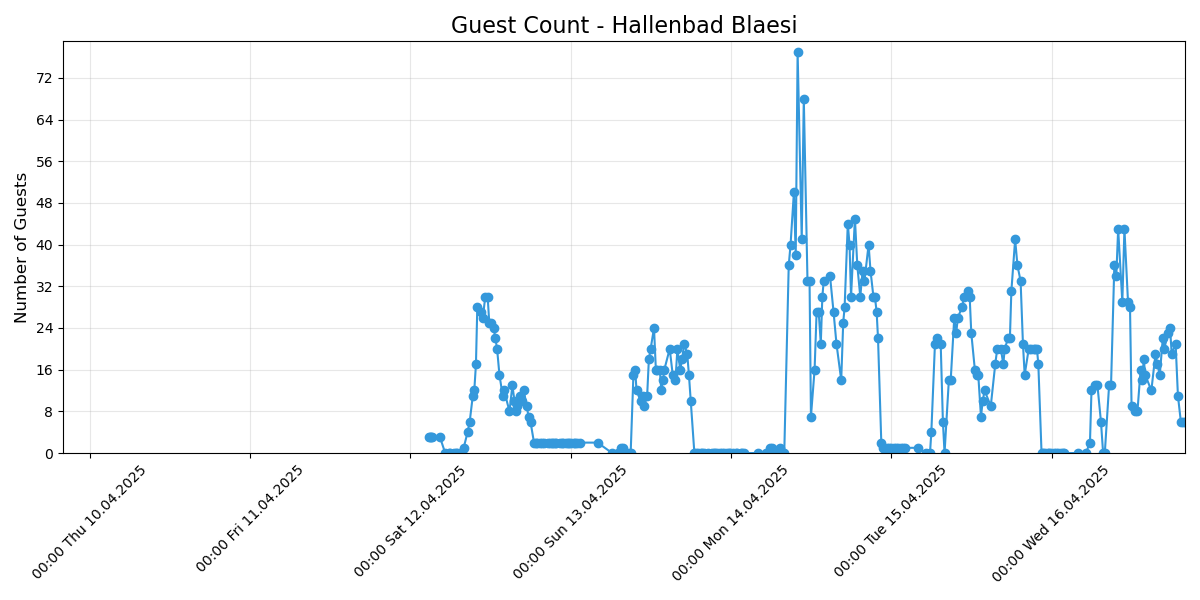 Guest Count - Hallenbad Blaesi
Number of Guests
72
64
56
48
40
32
24
16
8
0
00:00 Thu 10.04.2025
00:00 Fri 11.04.2025
00:00 Sat 12.04.2025
00:00 Sun 13.04.2025
00:00 Mon 14.04.2025
00:00 Tue 15.04.2025
00:00 Wed 16.04.2025